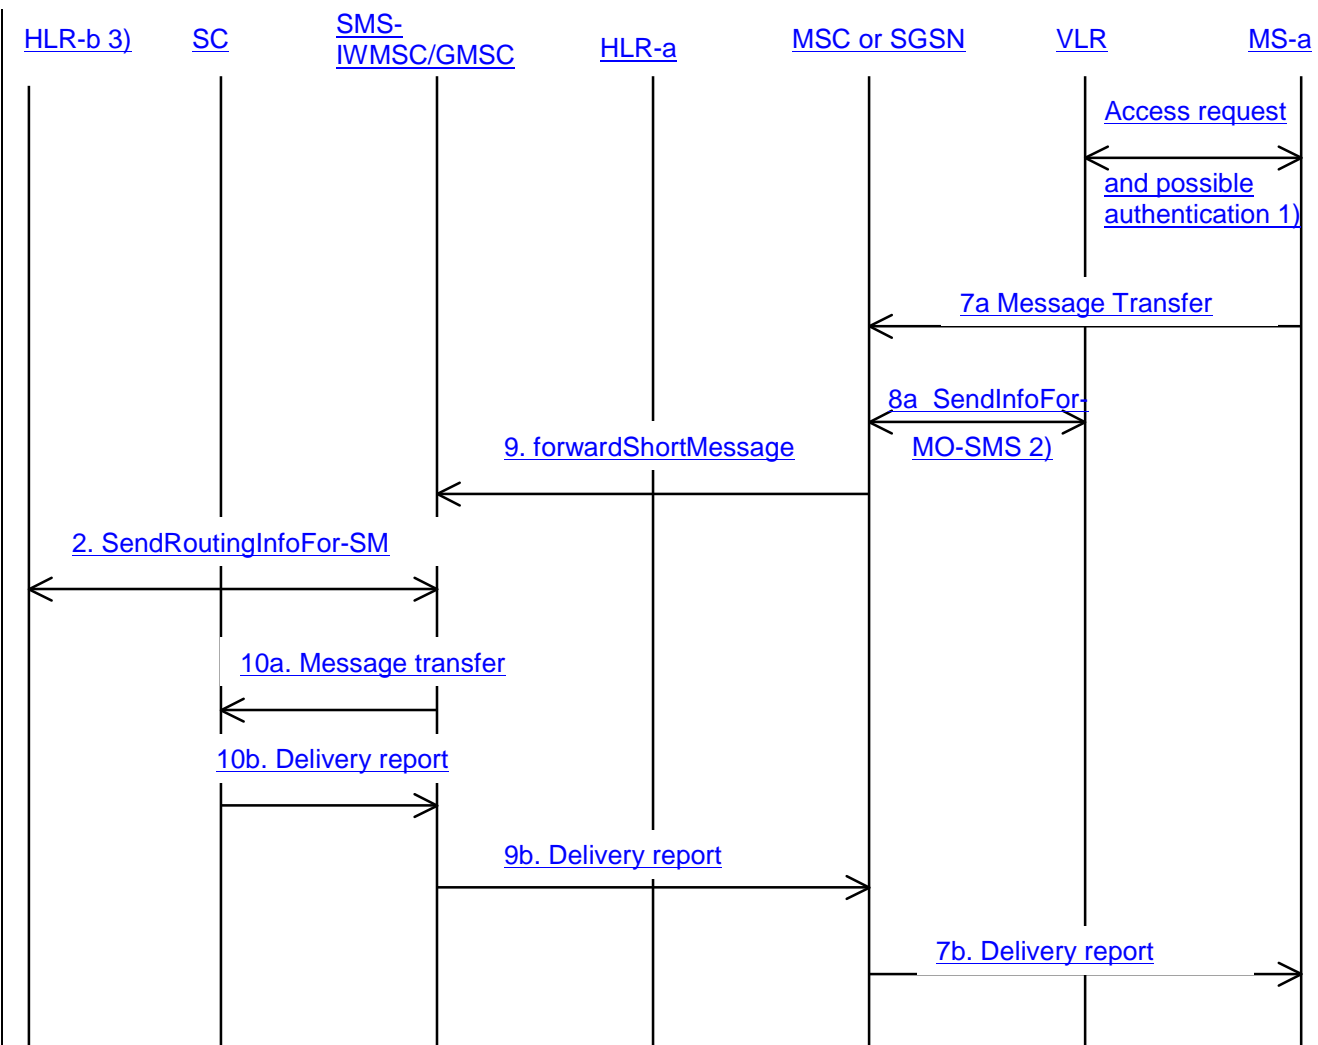 HLR-b 3)
SC
SMS-
IWMSC/GMSC
HLR-a
MSC or SGSN
VLR
MS-a
Access request
and possible
authentication 1)
7a Message Transfer
8a  SendInfoFor-
MO-SMS 2)
9. forwardShortMessage
2. SendRoutingInfoFor-SM
10a. Message transfer
10b. Delivery report
9b. Delivery report
7b. Delivery report